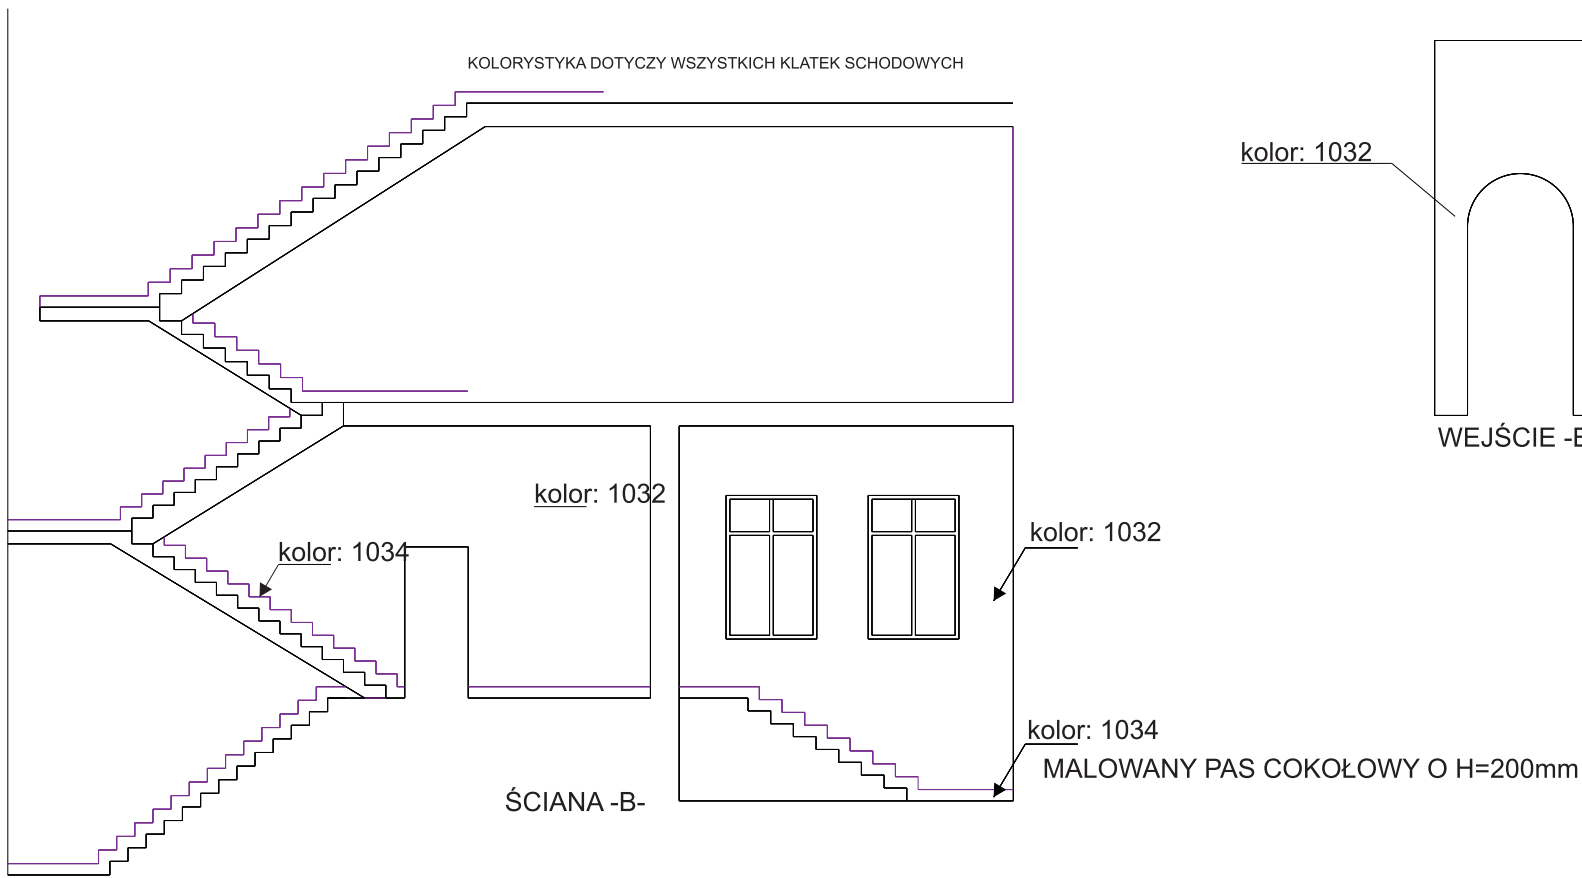 KOLORYSTYKA DOTYCZY WSZYSTKICH KLATEK SCHODOWYCH
kolor: 1032
WEJŚCIE -B
kolor: 1032
kolor: 1032
kolor: 1034
kolor: 1034
MALOWANY PAS COKOŁOWY O H=200mm
ŚCIANA -B-